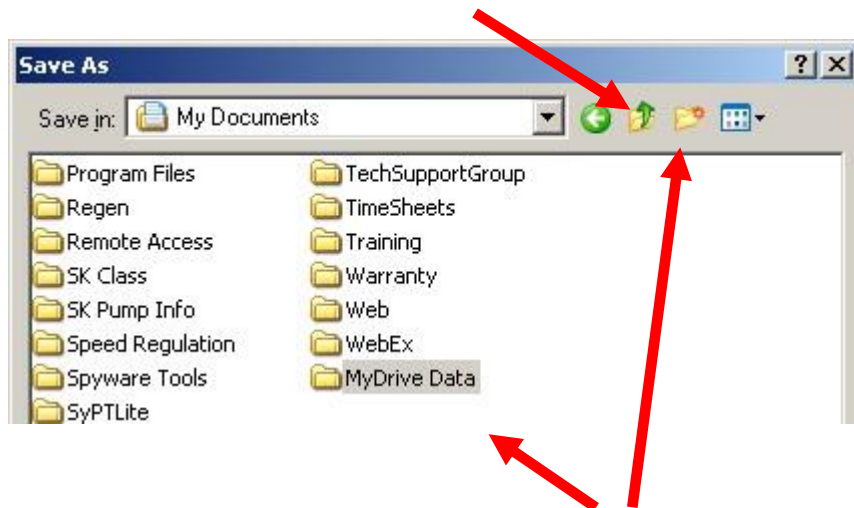 Save As
Save in: My Documents
Program Files
Regen
Remote Access
SK Class
SK Pump Info
Speed Regulation
Spyware Tools
SyPTLite
TechSupportGroup
TimeSheets
Training
Warranty
Web
WebEx
MyDrive Data